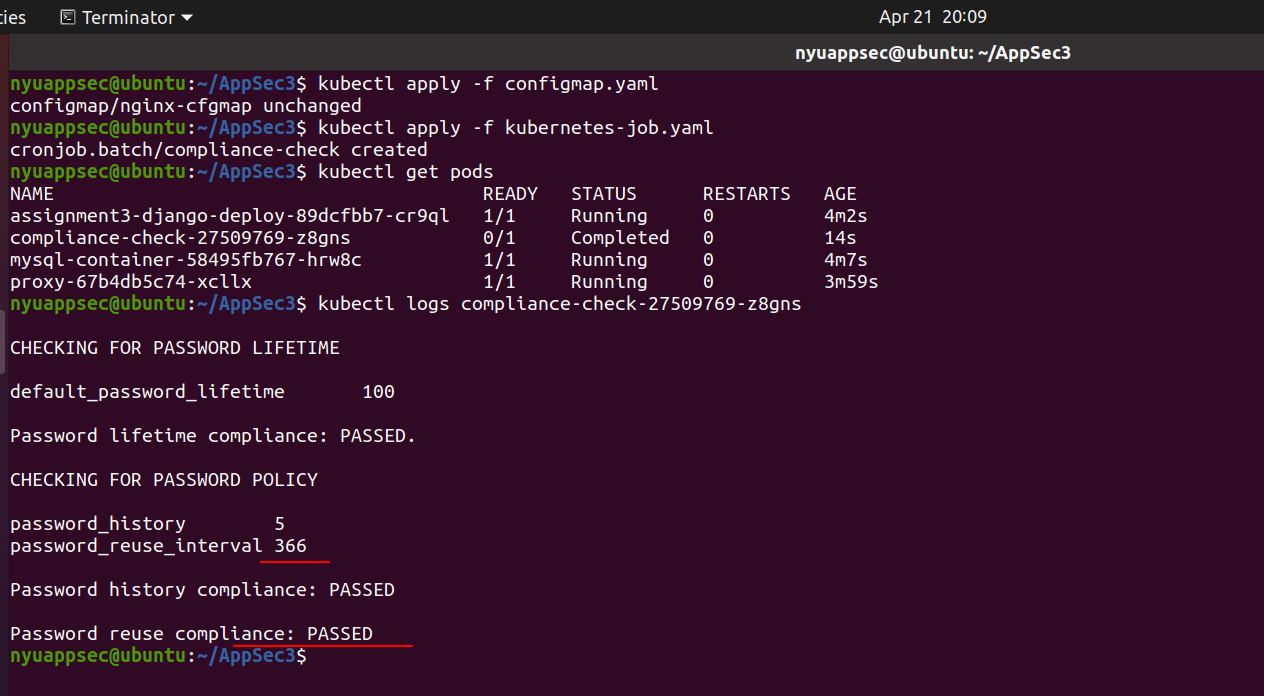 ties Terminator Apr 21 20:09
nyuappsec@ubuntu: ~/AppSec3
nyuappsec@ubuntu:~/AppSec3$ kubectl apply -f configmap.yaml
configmap/nginx-cfgmap unchanged
nyuappsec@ubuntu:~/AppSec3$ kubectl apply -f kubernetes-job.yaml
cronjob.batch/compliance-check created
nyuappsec@ubuntu:~/AppSec3$ kubectl get pods
NAME READY STATUS RESTARTS AGE
assignment3-django-deploy-89dcfbb7-cr9ql 1/1 Running 0 4m2s
compliance-check-27509769-z8gns 0/1 Completed 0 14s
mysql-container-58495fb767-hrw8c 1/1 Running 0 4m7s
proxy-67b4db5c74-xcllx 1/1 Running 0 3m59s
nyuappsec@ubuntu:~/AppSec3$ kubectl logs compliance-check-27509769-z8gns
CHECKING FOR PASSWORD LIFETIME
default_password_lifetime 100
Password lifetime compliance: PASSED.
CHECKING FOR PASSWORD POLICY
password_history 5
password_reuse_interval 366
Password history compliance: PASSED
Password reuse compliance: PASSED
nyuappsec@ubuntu:~/AppSec3$